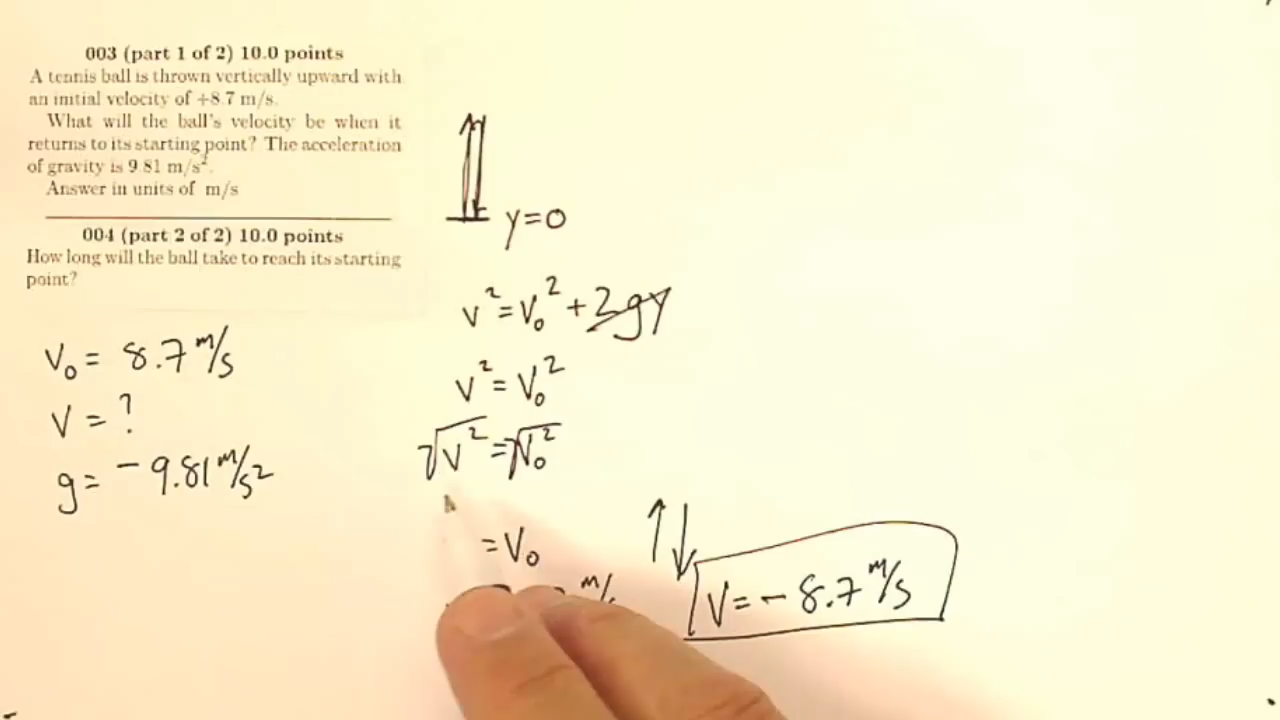 003 (part 1 of 2) 10.0 points
A tennis ball is thrown vertically upward with
an initial velocity of +8.7 m/s.
What will the ball's velocity be when it
returns to its starting point? The acceleration
of gravity is 9.81 m/s².
Answer in units of m/s
004 (part 2 of 2) 10.0 points
How long will the ball take to reach its starting
point?
V₀ = 8.7 m/s
V = ?
g = -9.81 m/s²
y=0
v² = v₀² + 2gy
v² = v₀²
√v² = √v₀²
= v₀
m/
V = - 8.7 m/s